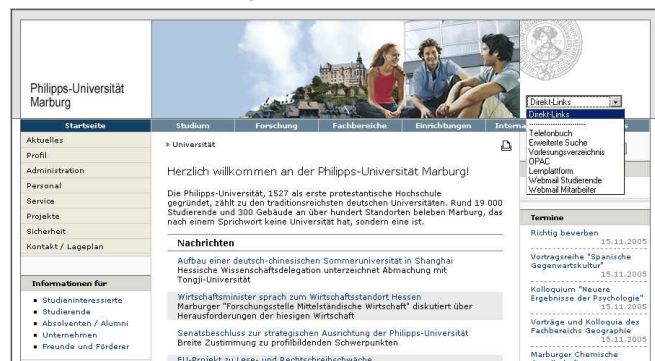 Philipps-Universität
Marburg
Direkt-Links
Direkt-Links
--------------------
Telefonbuch
Erweiterte Suche
Vorlesungsverzeichnis
OPAC
Lernplattform
Webmail Studierende
Webmail Mitarbeiter
Startseite
Studium
Forschung
Fachbereiche
Einrichtungen
Aktuelles
Profil
Administration
Personal
Service
Projekte
Sicherheit
Kontakt / Lageplan
Informationen für
Studieninteressierte
Studierende
Absolventen / Alumni
Unternehmen
Freunde und Förderer
» Universität
Herzlich willkommen an der Philipps-Universität Marburg!
Die Philipps-Universität, 1527 als erste protestantische Hochschule
gegründet, zählt zu den traditionsreichsten deutschen Universitäten. Rund 19 000
Studierende und 300 Gebäude an über hundert Standorten beleben Marburg, das
nach einem Sprichwort keine Universität hat, sondern eine ist.
Nachrichten
Aufbau einer deutsch-chinesischen Sommeruniversität in Shanghai
Hessische Wissenschaftsdelegation unterzeichnet Abmachung mit
Tongji-Universität
Wirtschaftsminister sprach zum Wirtschaftsstandort Hessen
Marburger "Forschungsstelle Mittelständische Wirtschaft" diskutiert über
Herausforderungen der hiesigen Wirtschaft
Senatsbeschluss zur strategischen Ausrichtung der Philipps-Universität
Breite Zustimmung zu profilbildenden Schwerpunkten
EU-Projekt zu Lese- und Rechtschreibschwäche
Termine
Richtig bewerben
15.11.2005
Vortragsreihe "Spanische
Gegenwartskultur"
15.11.2005
Kolloquium "Neuere
Ergebnisse der Psychologie"
15.11.2005
Vorträge und Kolloquia des
Fachbereichs Geographie
15.11.2005
Marburger Chemische